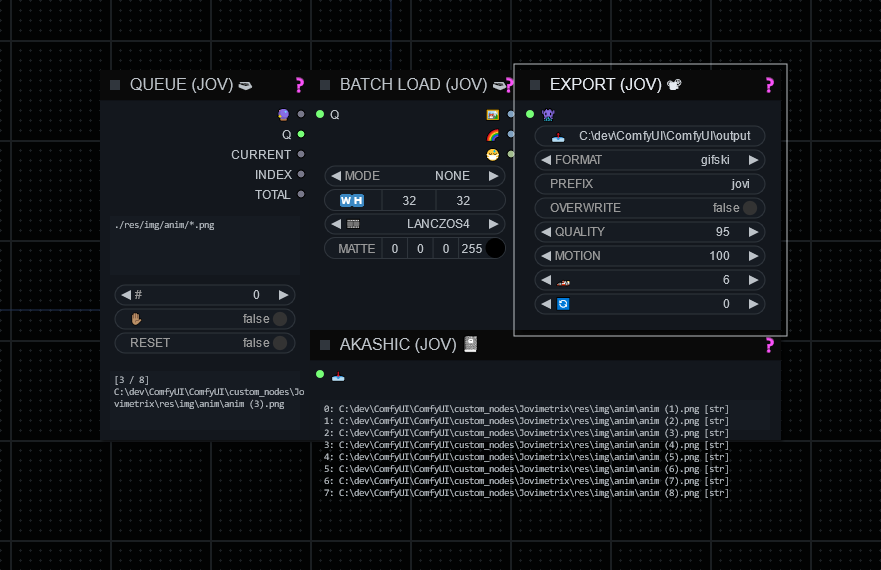 QUEUE (JOV)
?
Q
CURRENT
INDEX
TOTAL
./res/img/anim/*.png
# 0
false
RESET false
[3 / 8]
C:\dev\ComfyUI\ComfyUI\custom_nodes\Jo
vimetrix\res\img\anim\anim (3).png
BATCH LOAD (JOV)
?
Q
MODE NONE
W H 32 32
LANCZOS4
MATTE 0 0 0 255
EXPORT (JOV)
?
C:\dev\ComfyUI\ComfyUI\output
FORMAT gifski
PREFIX jovi
OVERWRITE false
QUALITY 95
MOTION 100
6
0
AKASHIC (JOV)
?
0: C:\dev\ComfyUI\ComfyUI\custom_nodes\Jovimetrix\res\img\anim\anim (1).png [str]
1: C:\dev\ComfyUI\ComfyUI\custom_nodes\Jovimetrix\res\img\anim\anim (2).png [str]
2: C:\dev\ComfyUI\ComfyUI\custom_nodes\Jovimetrix\res\img\anim\anim (3).png [str]
3: C:\dev\ComfyUI\ComfyUI\custom_nodes\Jovimetrix\res\img\anim\anim (4).png [str]
4: C:\dev\ComfyUI\ComfyUI\custom_nodes\Jovimetrix\res\img\anim\anim (5).png [str]
5: C:\dev\ComfyUI\ComfyUI\custom_nodes\Jovimetrix\res\img\anim\anim (6).png [str]
6: C:\dev\ComfyUI\ComfyUI\custom_nodes\Jovimetrix\res\img\anim\anim (7).png [str]
7: C:\dev\ComfyUI\ComfyUI\custom_nodes\Jovimetrix\res\img\anim\anim (8).png [str]